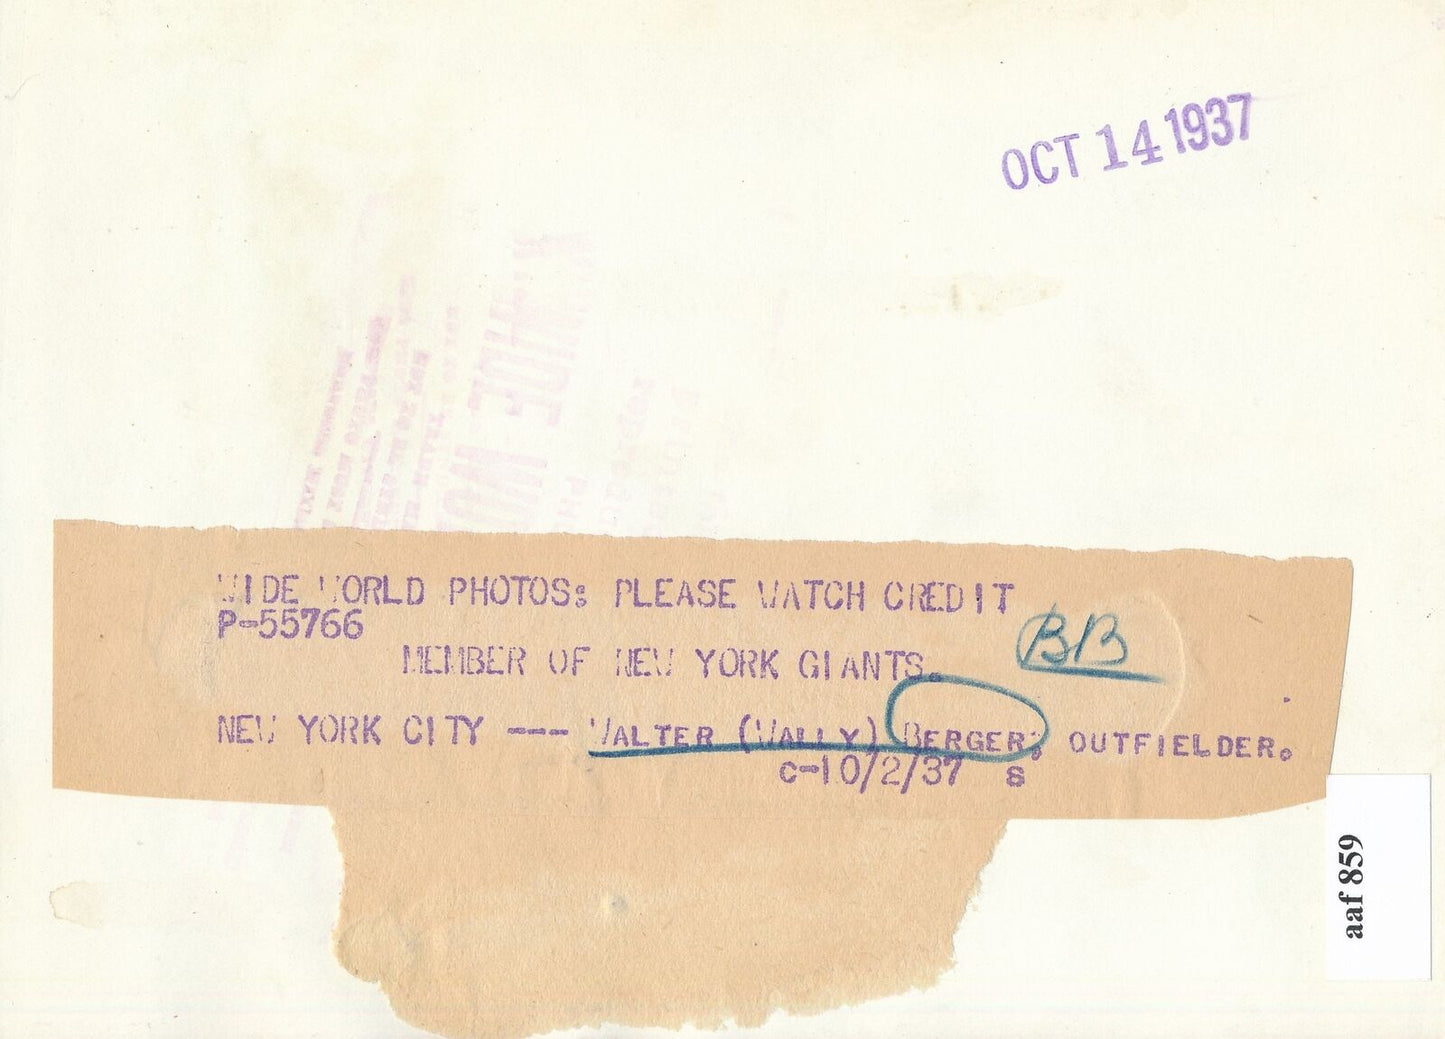 OCT 14 1937
WIDE WORLD PHOTOS: PLEASE WATCH CREDIT
P-55766
MEMBER OF NEW YORK GIANTS.
BB
NEW YORK CITY --- WALTER (WALLY) BERGER, OUTFIELDER.
c-10/2/37 s
aaf 859